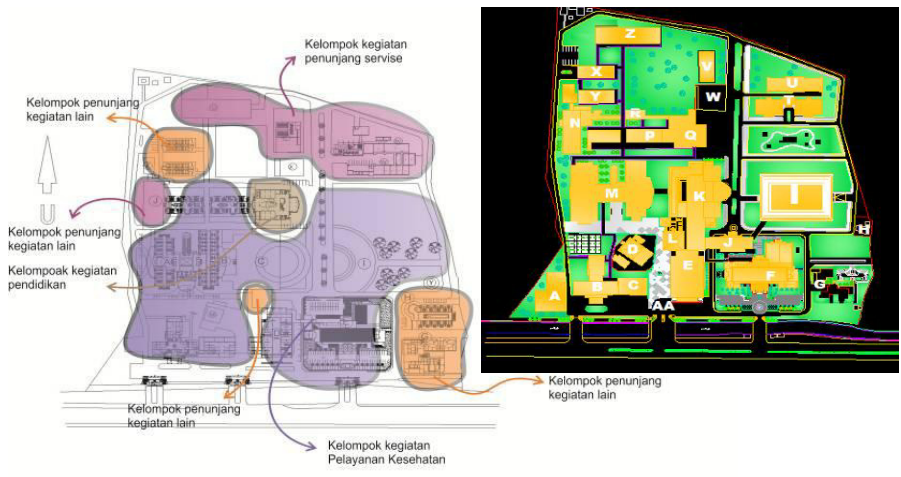 Kelompok kegiatan
penunjang servise
Kelompok penunjang
kegiatan lain
U
Kelompok penunjang
kegiatan lain
Kelompoak kegiatan
pendidikan
Kelompok penunjang
kegiatan lain
Kelompok kegiatan
Pelayanan Kesehatan
Kelompok penunjang
kegiatan lain
Z
X
V
Y
W
U
T
N
R
P
Q
M
K
I
L
J
H
D
E
F
G
A
B
C
AA